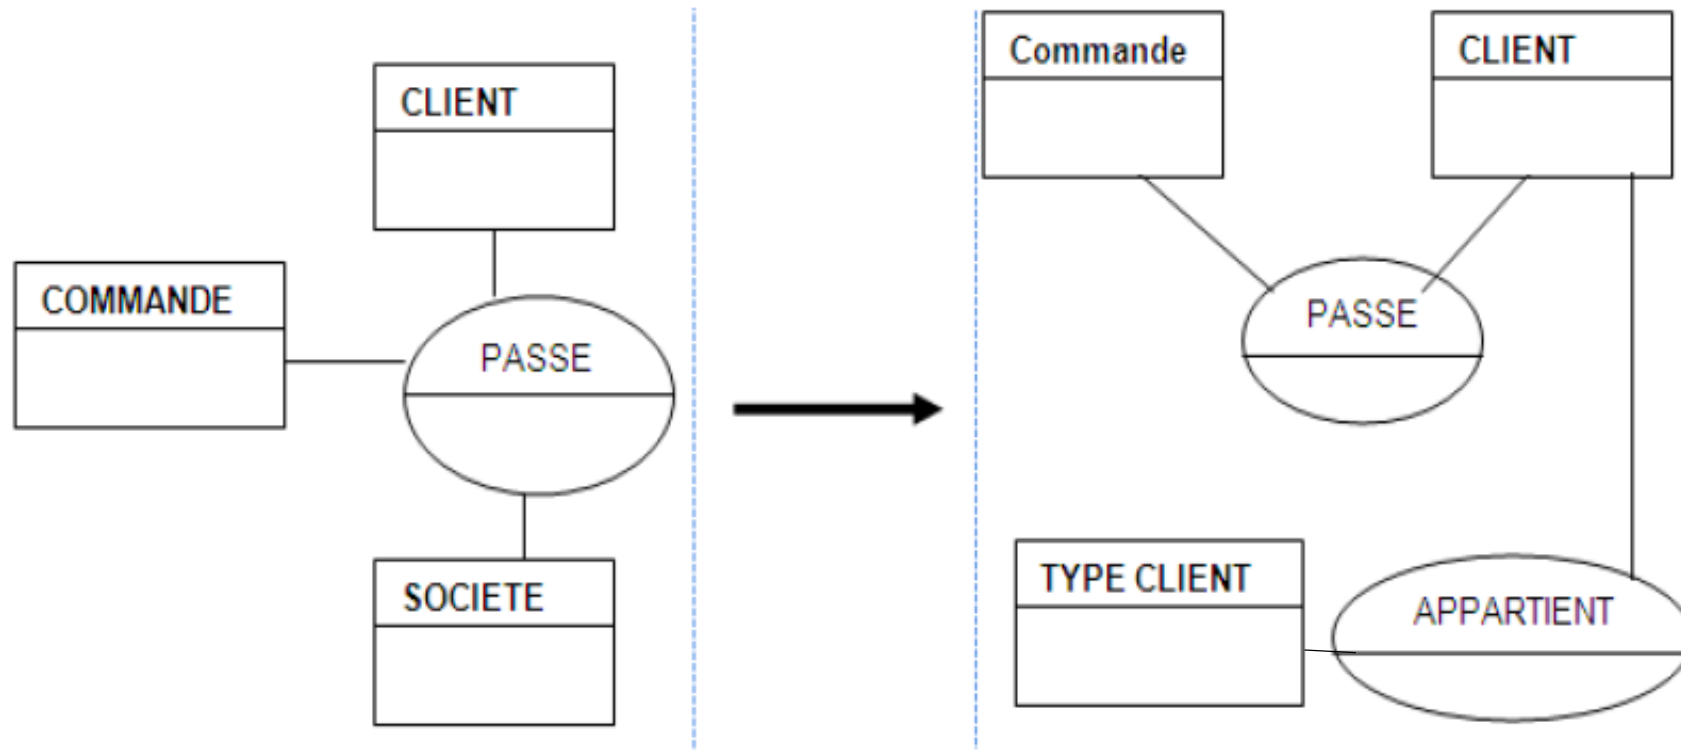 CLIENT
COMMANDE
PASSE
SOCIETE
Commande
CLIENT
PASSE
TYPE CLIENT
APPARTIENT